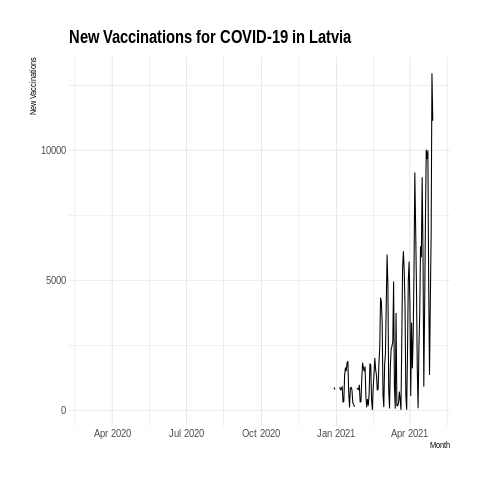 New Vaccinations for COVID-19 in Latvia
New Vaccinations
10000
5000
0
Apr 2020
Jul 2020
Oct 2020
Jan 2021
Apr 2021
Month